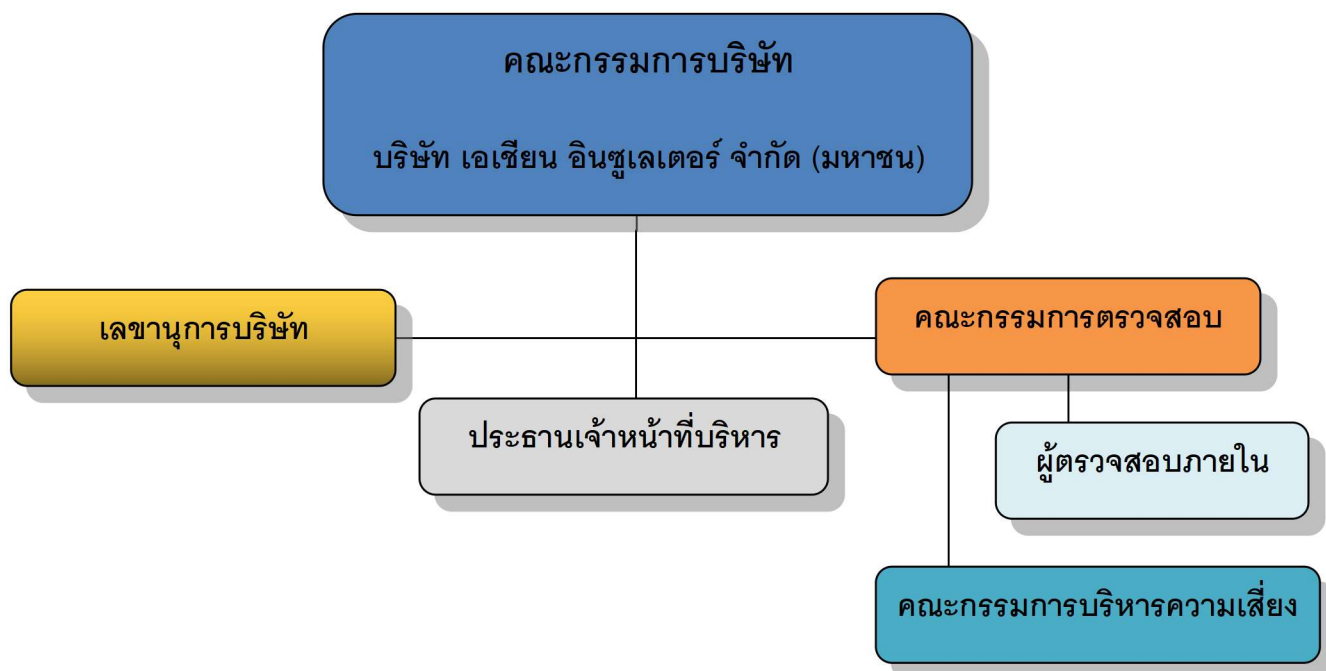 คณะกรรมการบริษัท
บริษัท เอเชียน อินซูเลเตอร์ จำกัด (มหาชน)
เลขานุการบริษัท
คณะกรรมการตรวจสอบ
ประธานเจ้าหน้าที่บริหาร
ผู้ตรวจสอบภายใน
คณะกรรมการบริหารความเสี่ยง